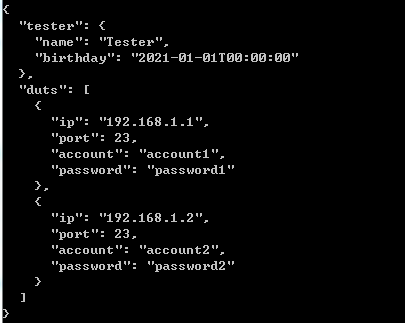 {
  "tester": {
    "name": "Tester",
    "birthday": "2021-01-01T00:00:00"
  },
  "duts": [
    {
      "ip": "192.168.1.1",
      "port": 23,
      "account": "account1",
      "password": "password1"
    },
    {
      "ip": "192.168.1.2",
      "port": 23,
      "account": "account2",
      "password": "password2"
    }
  ]
}